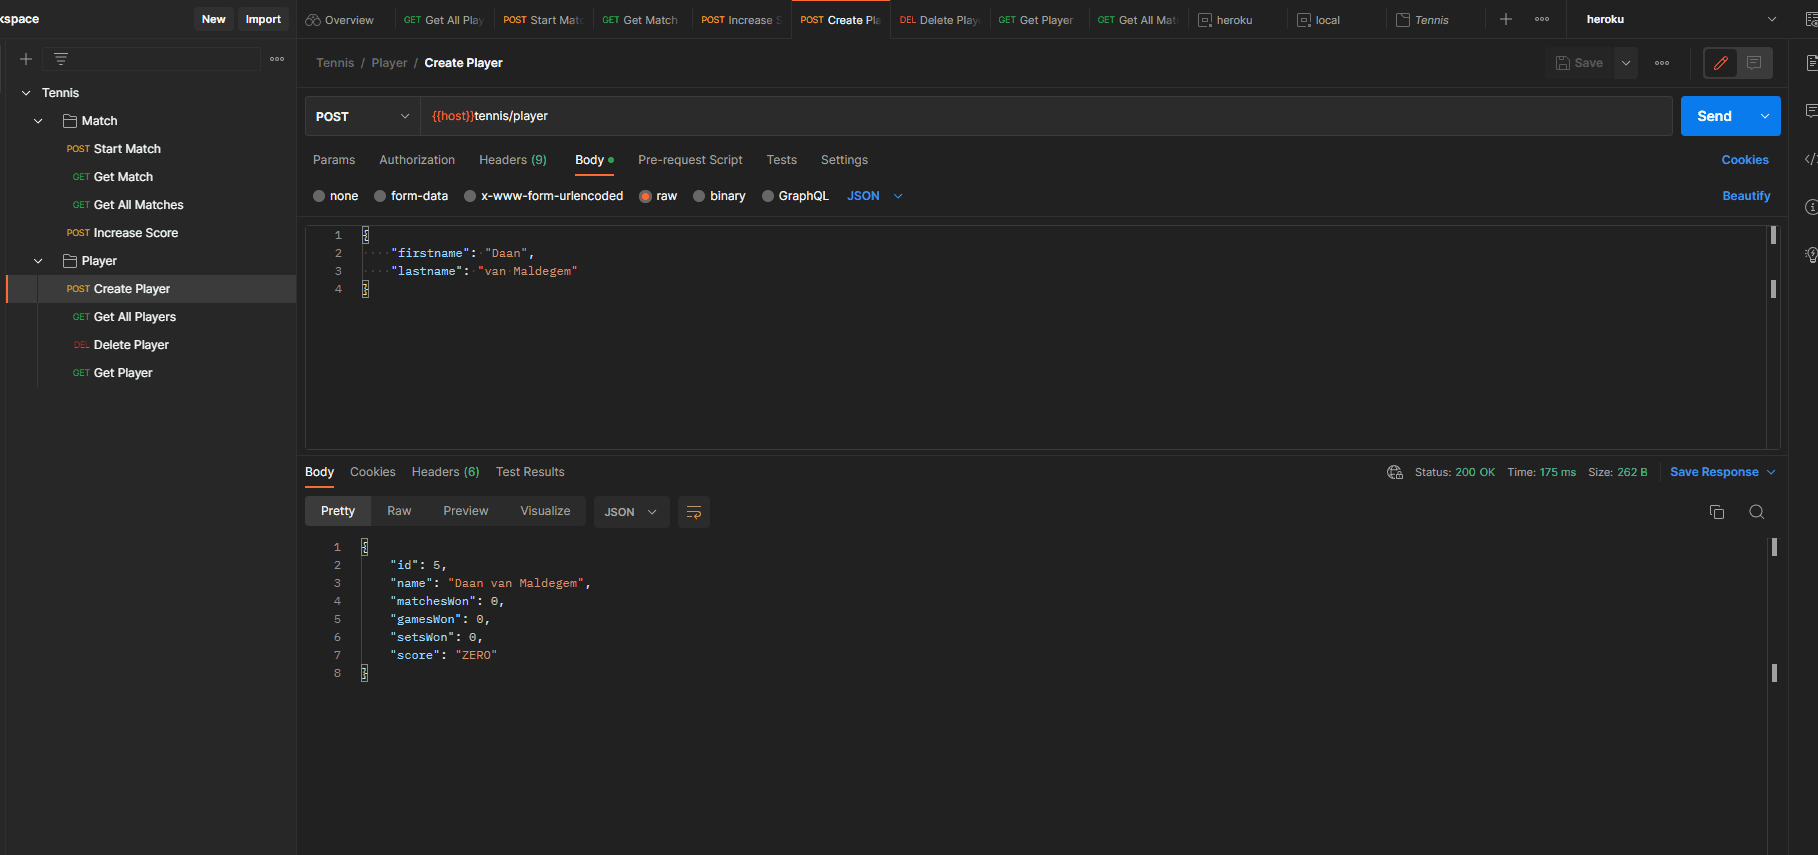 kspace
New
Import
Overview
GET Get All Play
POST Start Matc
GET Get Match
POST Increase S
POST Create Pla
DEL Delete Play
GET Get Player
GET Get All Mat
heroku
local
Tennis
heroku
Tennis / Player / Create Player
Save
Tennis
Match
POST Start Match
GET Get Match
GET Get All Matches
POST Increase Score
Player
POST Create Player
GET Get All Players
DEL Delete Player
GET Get Player
POST
{{host}}tennis/player
Send
Params
Authorization
Headers (9)
Body
Pre-request Script
Tests
Settings
Cookies
none
form-data
x-www-form-urlencoded
raw
binary
GraphQL
JSON
Beautify
1 {
2 "firstname": "Daan",
3 "lastname": "van Maldegem"
4 }
Body
Cookies
Headers (6)
Test Results
Status: 200 OK
Time: 175 ms
Size: 262 B
Save Response
Pretty
Raw
Preview
Visualize
JSON
1 {
2 "id": 5,
3 "name": "Daan van Maldegem",
4 "matchesWon": 0,
5 "gamesWon": 0,
6 "setsWon": 0,
7 "score": "ZERO"
8 }